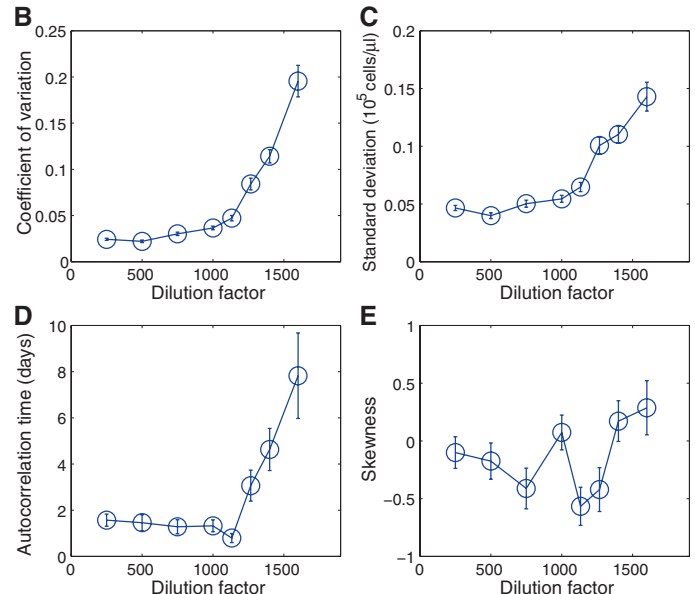 B
Coefficient of variation
0.25
0.2
0.15
0.1
0.05
0
0 500 1000 1500
Dilution factor
C
Standard deviation (10^5 cells/µl)
0.2
0.15
0.1
0.05
0
0 500 1000 1500
Dilution factor
D
Autocorrelation time (days)
10
8
6
4
2
0
0 500 1000 1500
Dilution factor
E
Skewness
1
0.5
0
−0.5
−1
0 500 1000 1500
Dilution factor